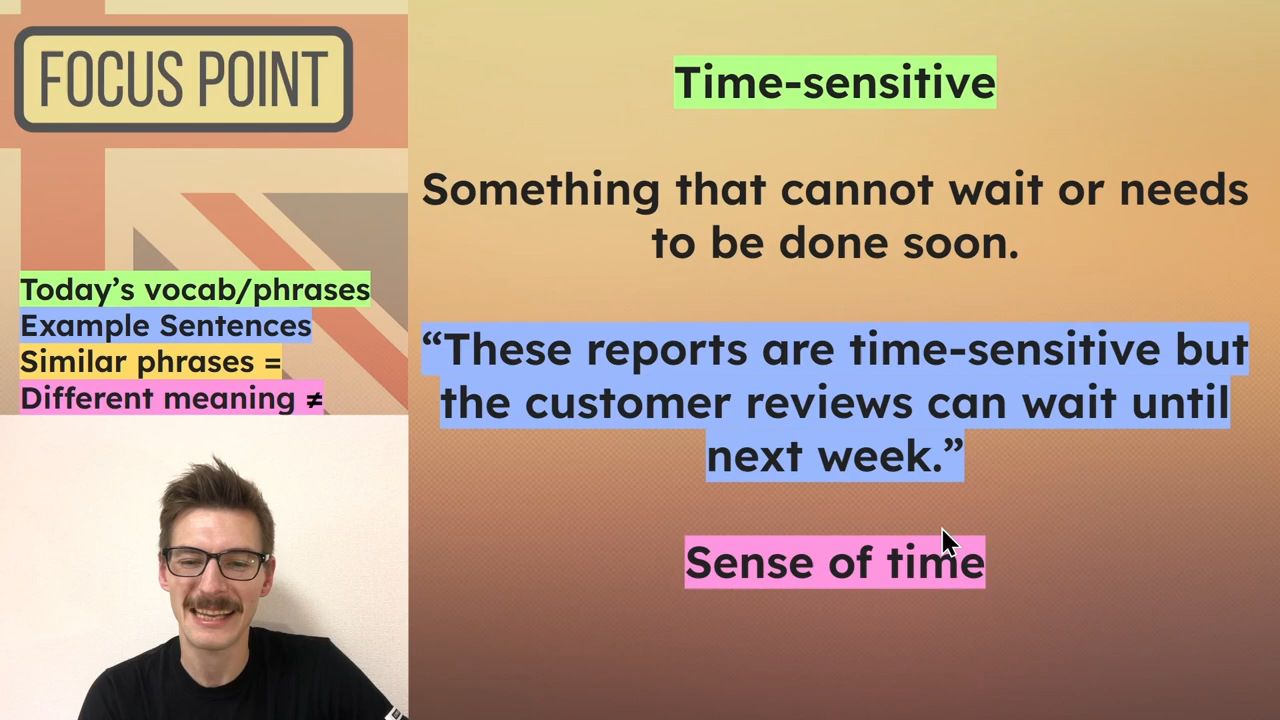 FOCUS POINT
Today’s vocab/phrases
Example Sentences
Similar phrases =
Different meaning ≠
Time-sensitive
Something that cannot wait or needs
to be done soon.
“These reports are time-sensitive but
the customer reviews can wait until
next week.”
Sense of time